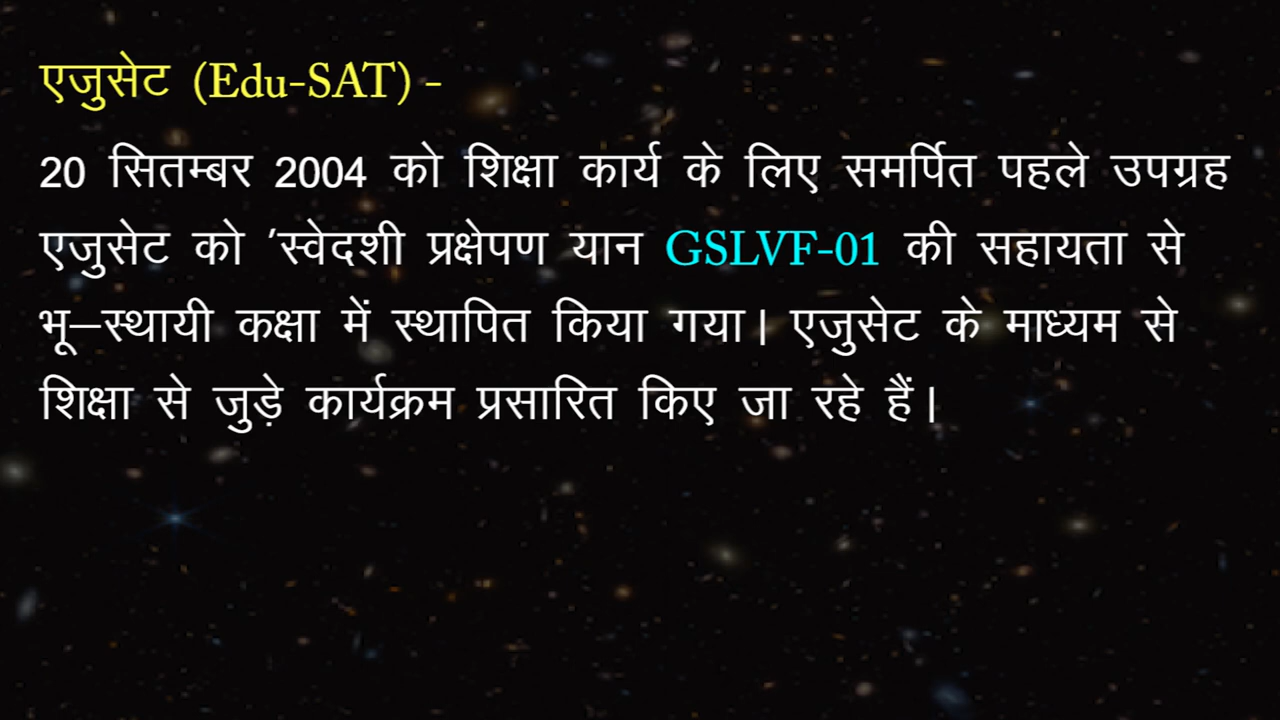 एजुसेट (Edu-SAT) -
20 सितम्बर 2004 को शिक्षा कार्य के लिए समर्पित पहले उपग्रह
एजुसेट को ’स्वेदशी प्रक्षेपण यान GSLVF-01 की सहायता से
भू–स्थायी कक्षा में स्थापित किया गया। एजुसेट के माध्यम से
शिक्षा से जुड़े कार्यक्रम प्रसारित किए जा रहे हैं।